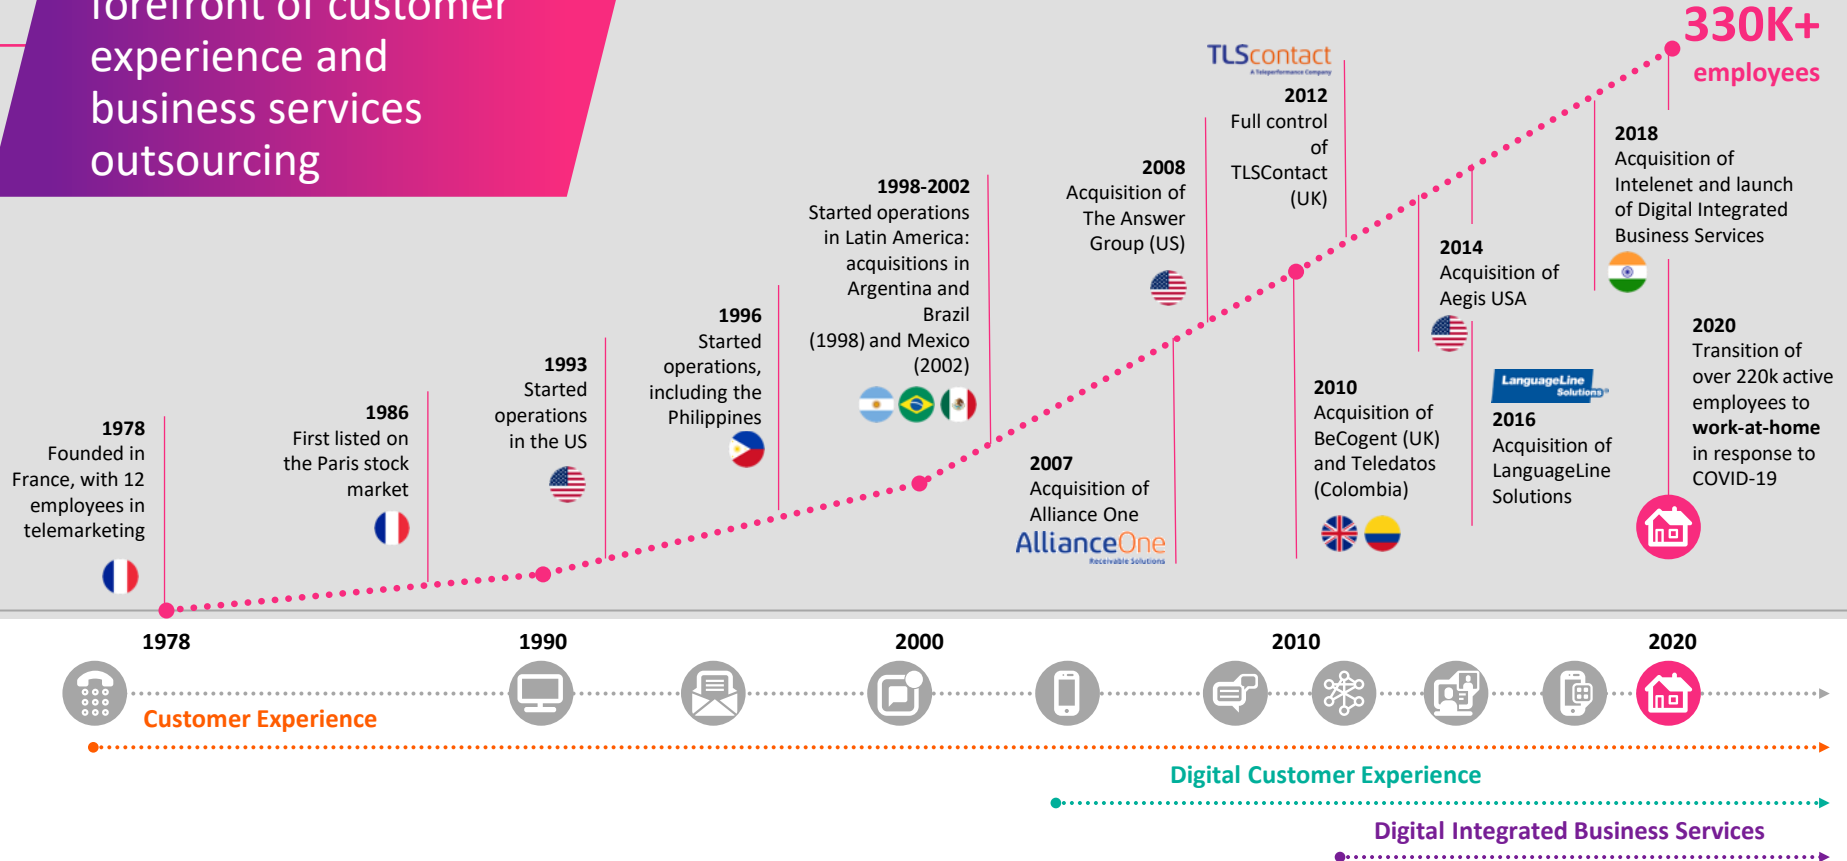 forefront of customer
experience and
business services
outsourcing
330K+
employees
1978
Founded in
France, with 12
employees in
telemarketing
1986
First listed on
the Paris stock
market
1993
Started
operations
in the US
1996
Started
operations,
including the
Philippines
1998-2002
Started operations
in Latin America:
acquisitions in
Argentina and
Brazil
(1998) and Mexico
(2002)
2007
Acquisition of
Alliance One
AllianceOne
Receivable Solutions
2008
Acquisition of
The Answer
Group (US)
2010
Acquisition of
BeCogent (UK)
and Teledatos
(Colombia)
TLScontact
A Teleperformance Company
2012
Full control
of
TLSContact
(UK)
2014
Acquisition of
Aegis USA
LanguageLine
Solutions®
2016
Acquisition of
LanguageLine
Solutions
2018
Acquisition of
Intelenet and launch
of Digital Integrated
Business Services
2020
Transition of
over 220k active
employees to
work-at-home
in response to
COVID-19
1978 1990 2000 2010 2020
Customer Experience
Digital Customer Experience
Digital Integrated Business Services